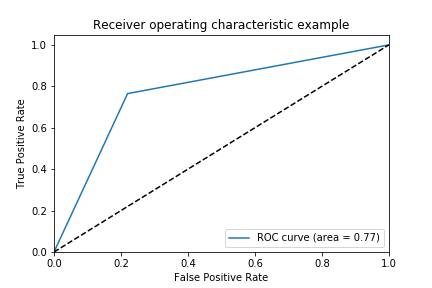 Receiver operating characteristic example
1.0
0.8
0.6
0.4
0.2
0.0
True Positive Rate
ROC curve (area = 0.77)
0.0 0.2 0.4 0.6 0.8 1.0
False Positive Rate